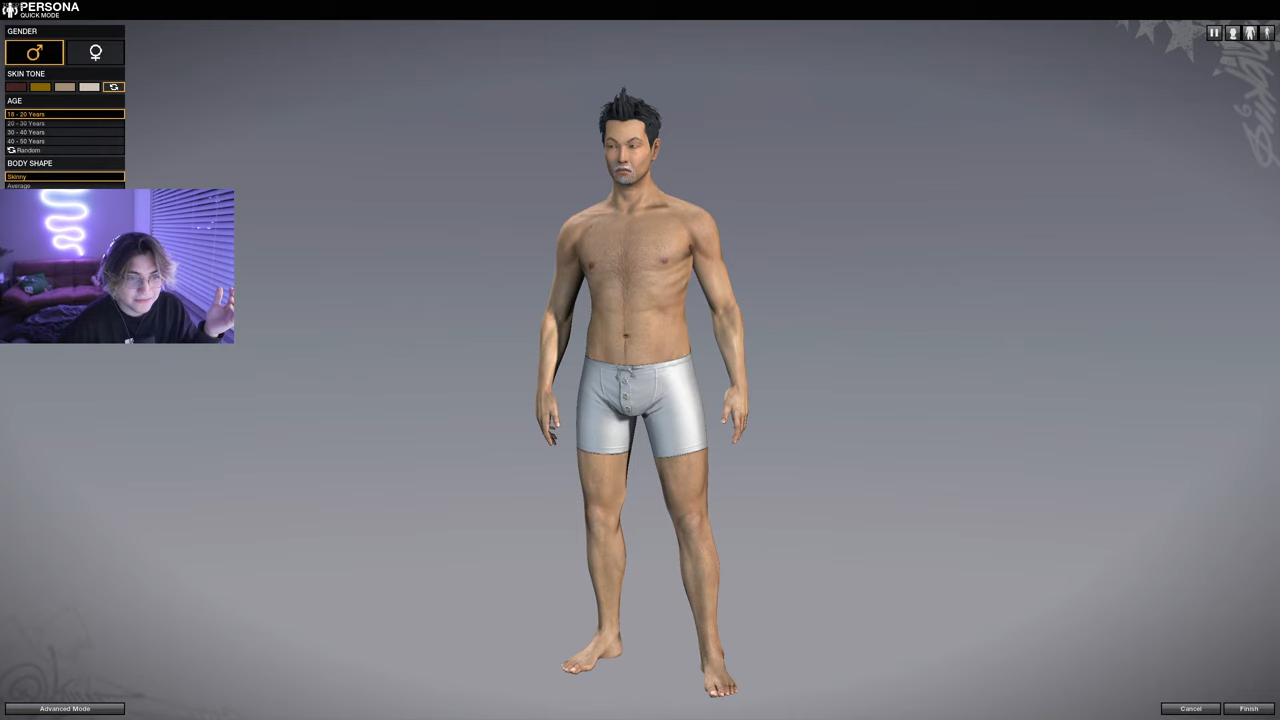 PERSONA
QUICK MODE
GENDER
SKIN TONE
AGE
18 - 20 Years
20 - 30 Years
30 - 40 Years
40 - 50 Years
Random
BODY SHAPE
Skinny
Average
Advanced Mode
Cancel
Finish